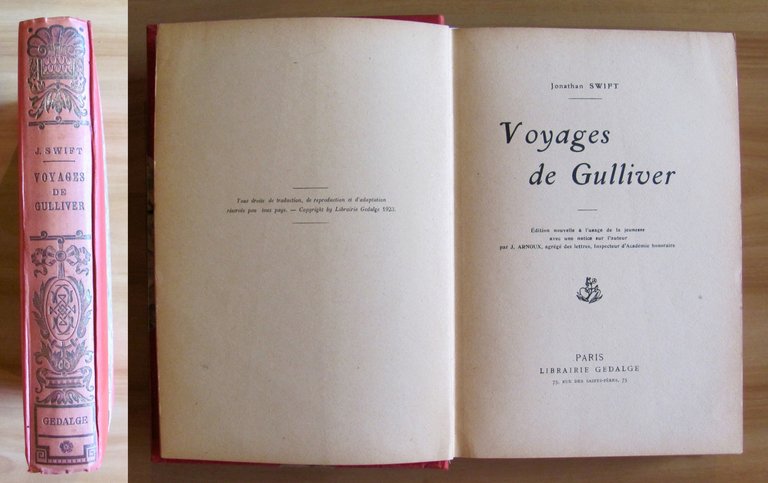 J. SWIFT
VOYAGES
DE
GULLIVER
GEDALGE
Tous droits de traduction, de reproduction et d'adaptation
réservés pou tous pays. — Copyright by Librairie Gedalge 1923.
Jonathan SWIFT
Voyages
de Gulliver
Édition nouvelle à l'usage de la jeunesse
avec une notice sur l'auteur
par J. ARNOUX, agrégé des lettres, Inspecteur d'Académie honoraire
PARIS
LIBRAIRIE GEDALGE
75, RUE DES SAINTS-PÈRES, 75